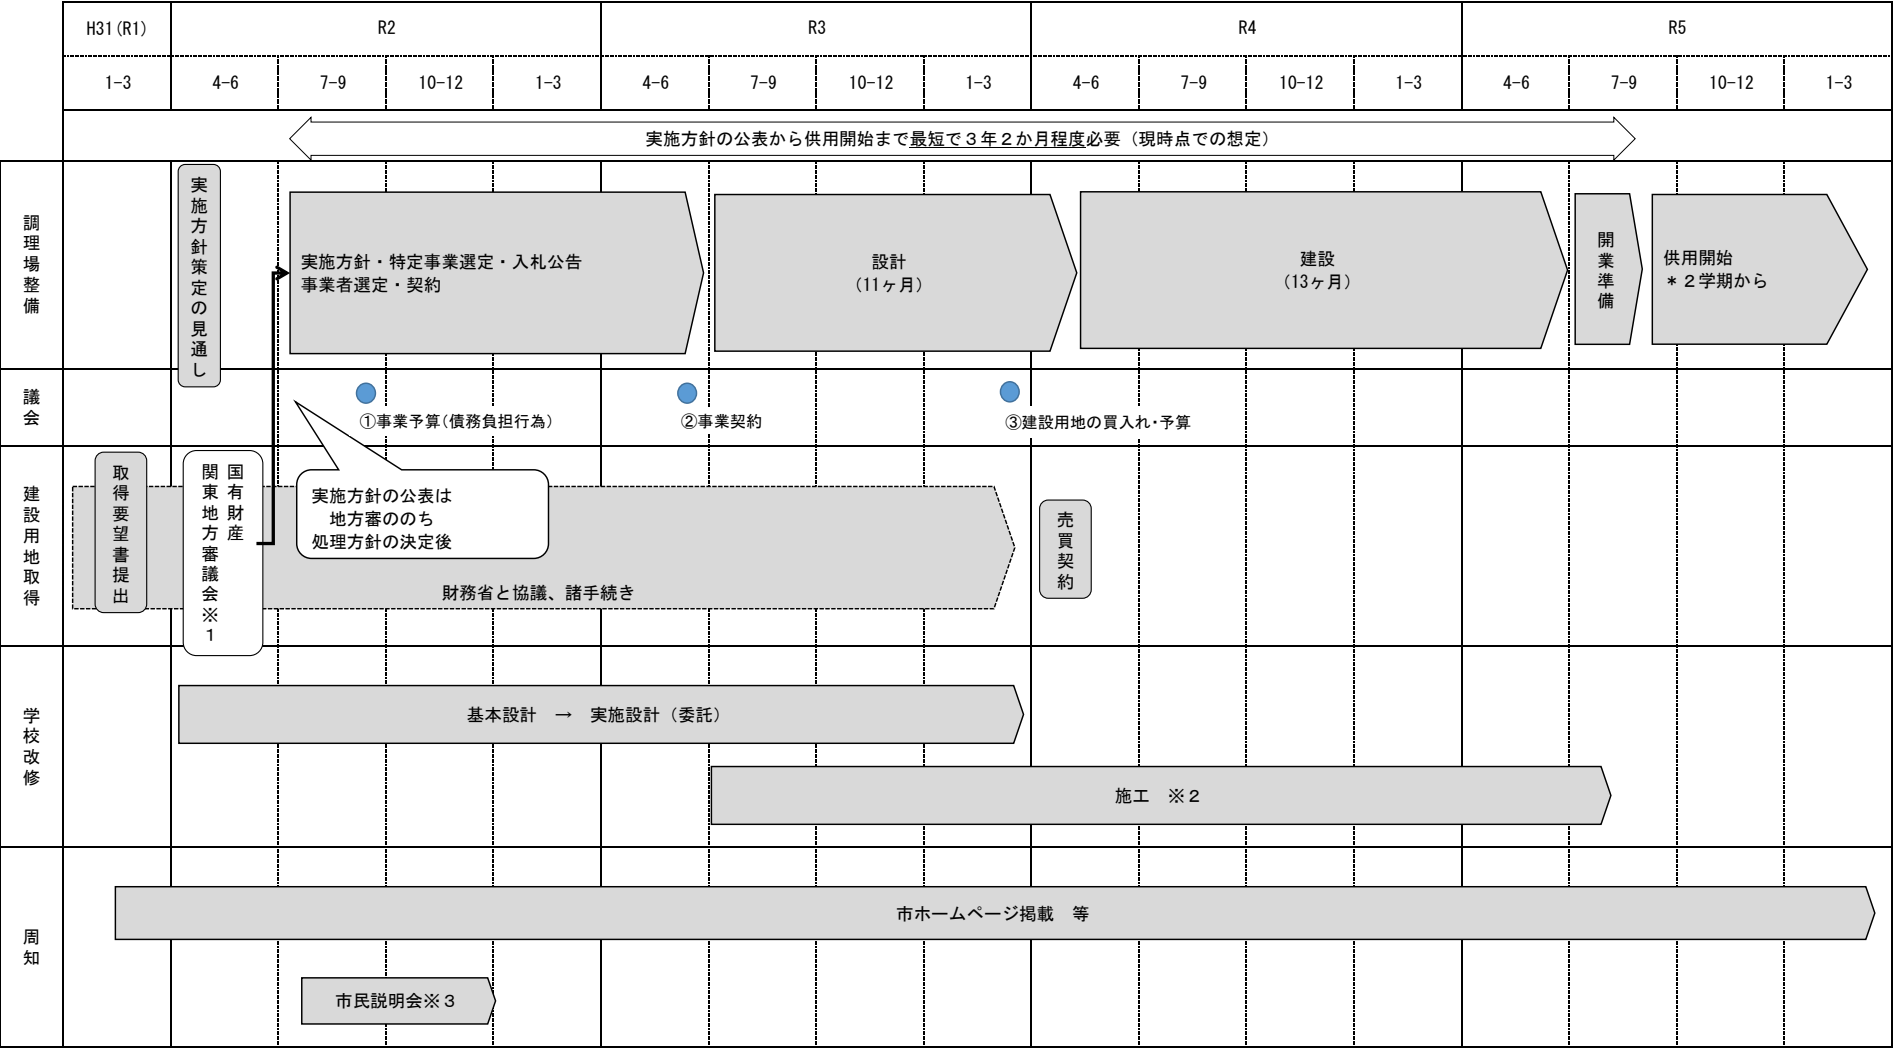 H31(R1)
R2
R3
R4
R5
1-3
4-6
7-9
10-12
1-3
4-6
7-9
10-12
1-3
4-6
7-9
10-12
1-3
4-6
7-9
10-12
1-3
実施方針の公表から供用開始まで最短で３年２か月程度必要（現時点での想定）
調理場整備
実施方針策定の見通し
実施方針・特定事業選定・入札公告
事業者選定・契約
設計
（11ヶ月）
建設
（13ヶ月）
開業準備
供用開始
＊２学期から
議会
①事業予算（債務負担行為）
②事業契約
③建設用地の買入れ・予算
建設用地取得
取得要望書提出
国有財産
関東地方審議会※１
実施方針の公表は
地方審ののち
処理方針の決定後
財務省と協議、諸手続き
売買契約
学校改修
基本設計　→　実施設計（委託）
施工　※２
周知
市ホームページ掲載　等
市民説明会※３